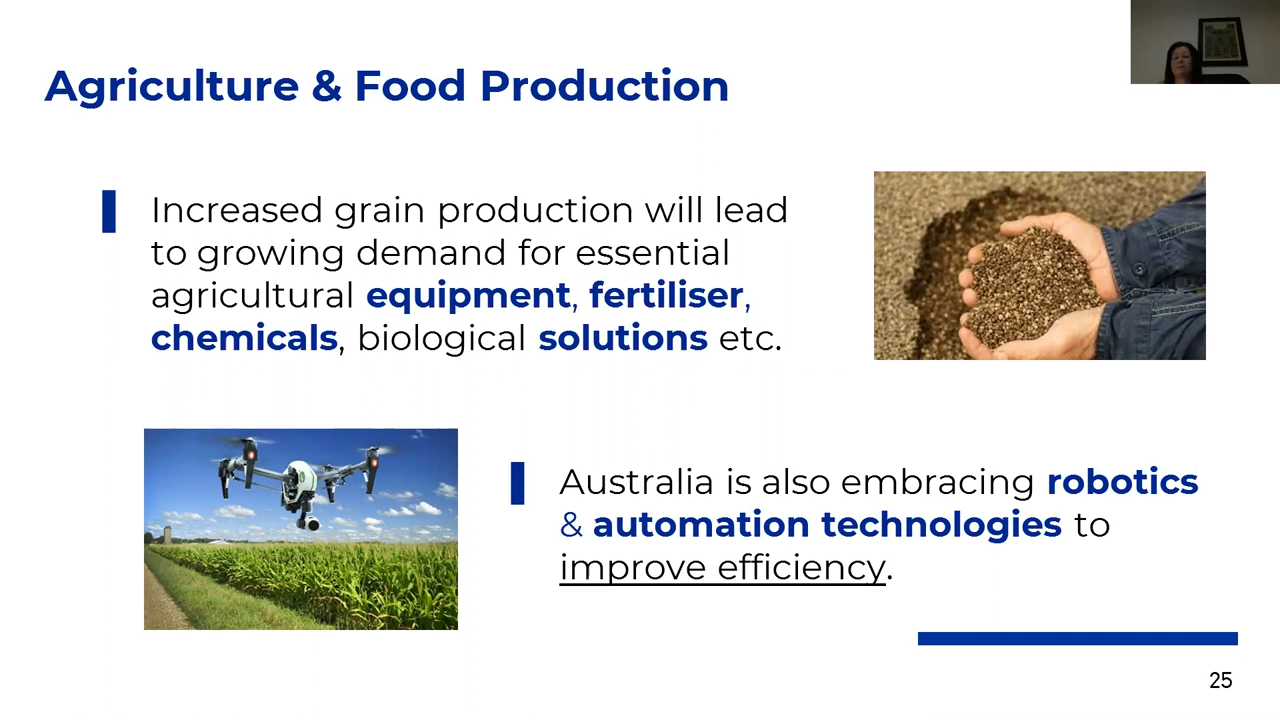 Agriculture & Food Production
Increased grain production will lead
to growing demand for essential
agricultural equipment, fertiliser,
chemicals, biological solutions etc.
Australia is also embracing robotics
& automation technologies to
improve efficiency.
25